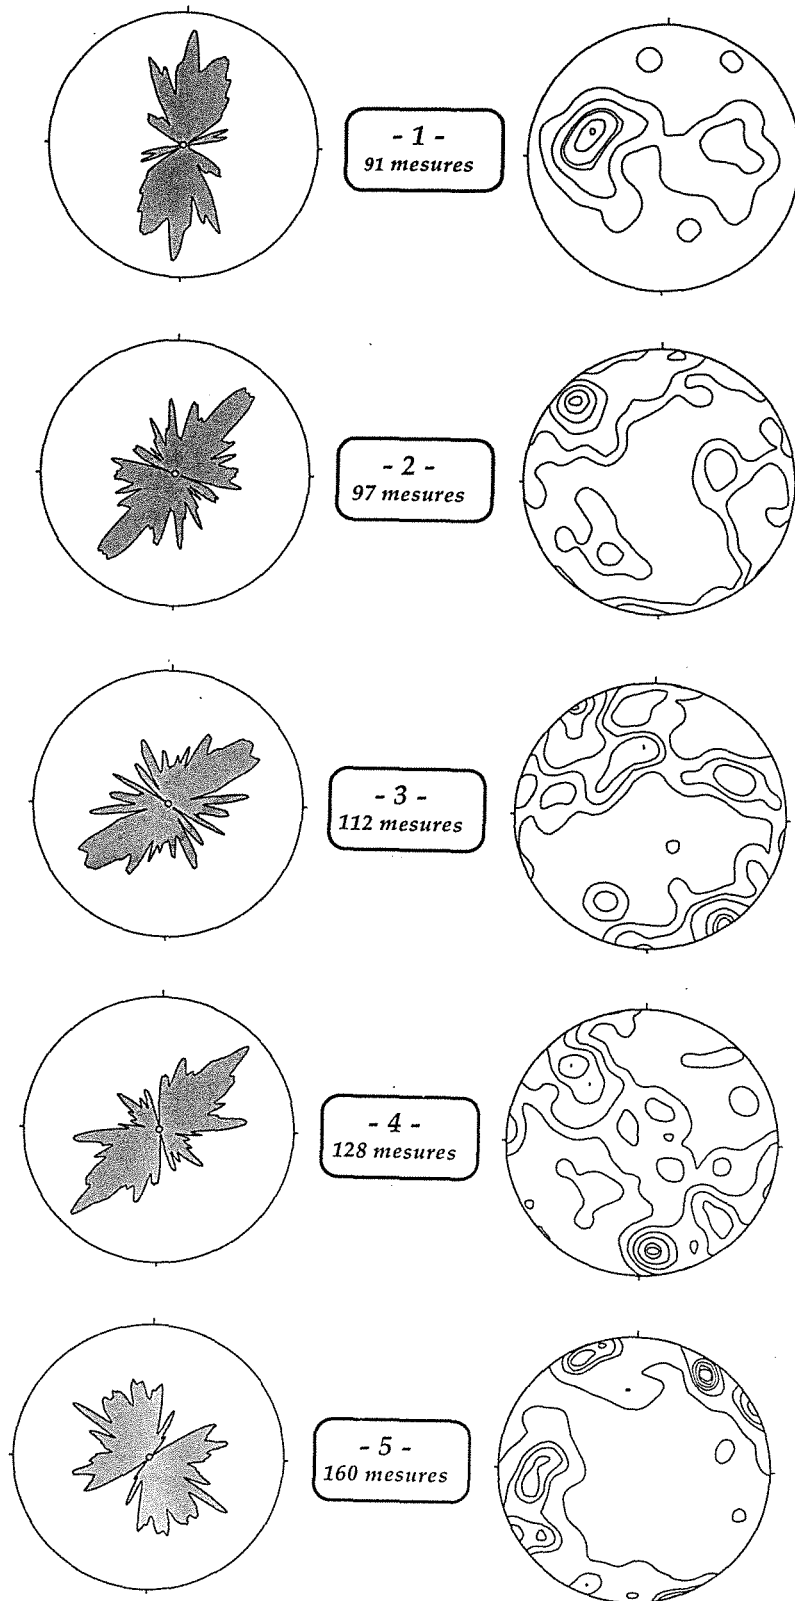 - 1 -
91 mesures
- 2 -
97 mesures
- 3 -
112 mesures
- 4 -
128 mesures
- 5 -
160 mesures